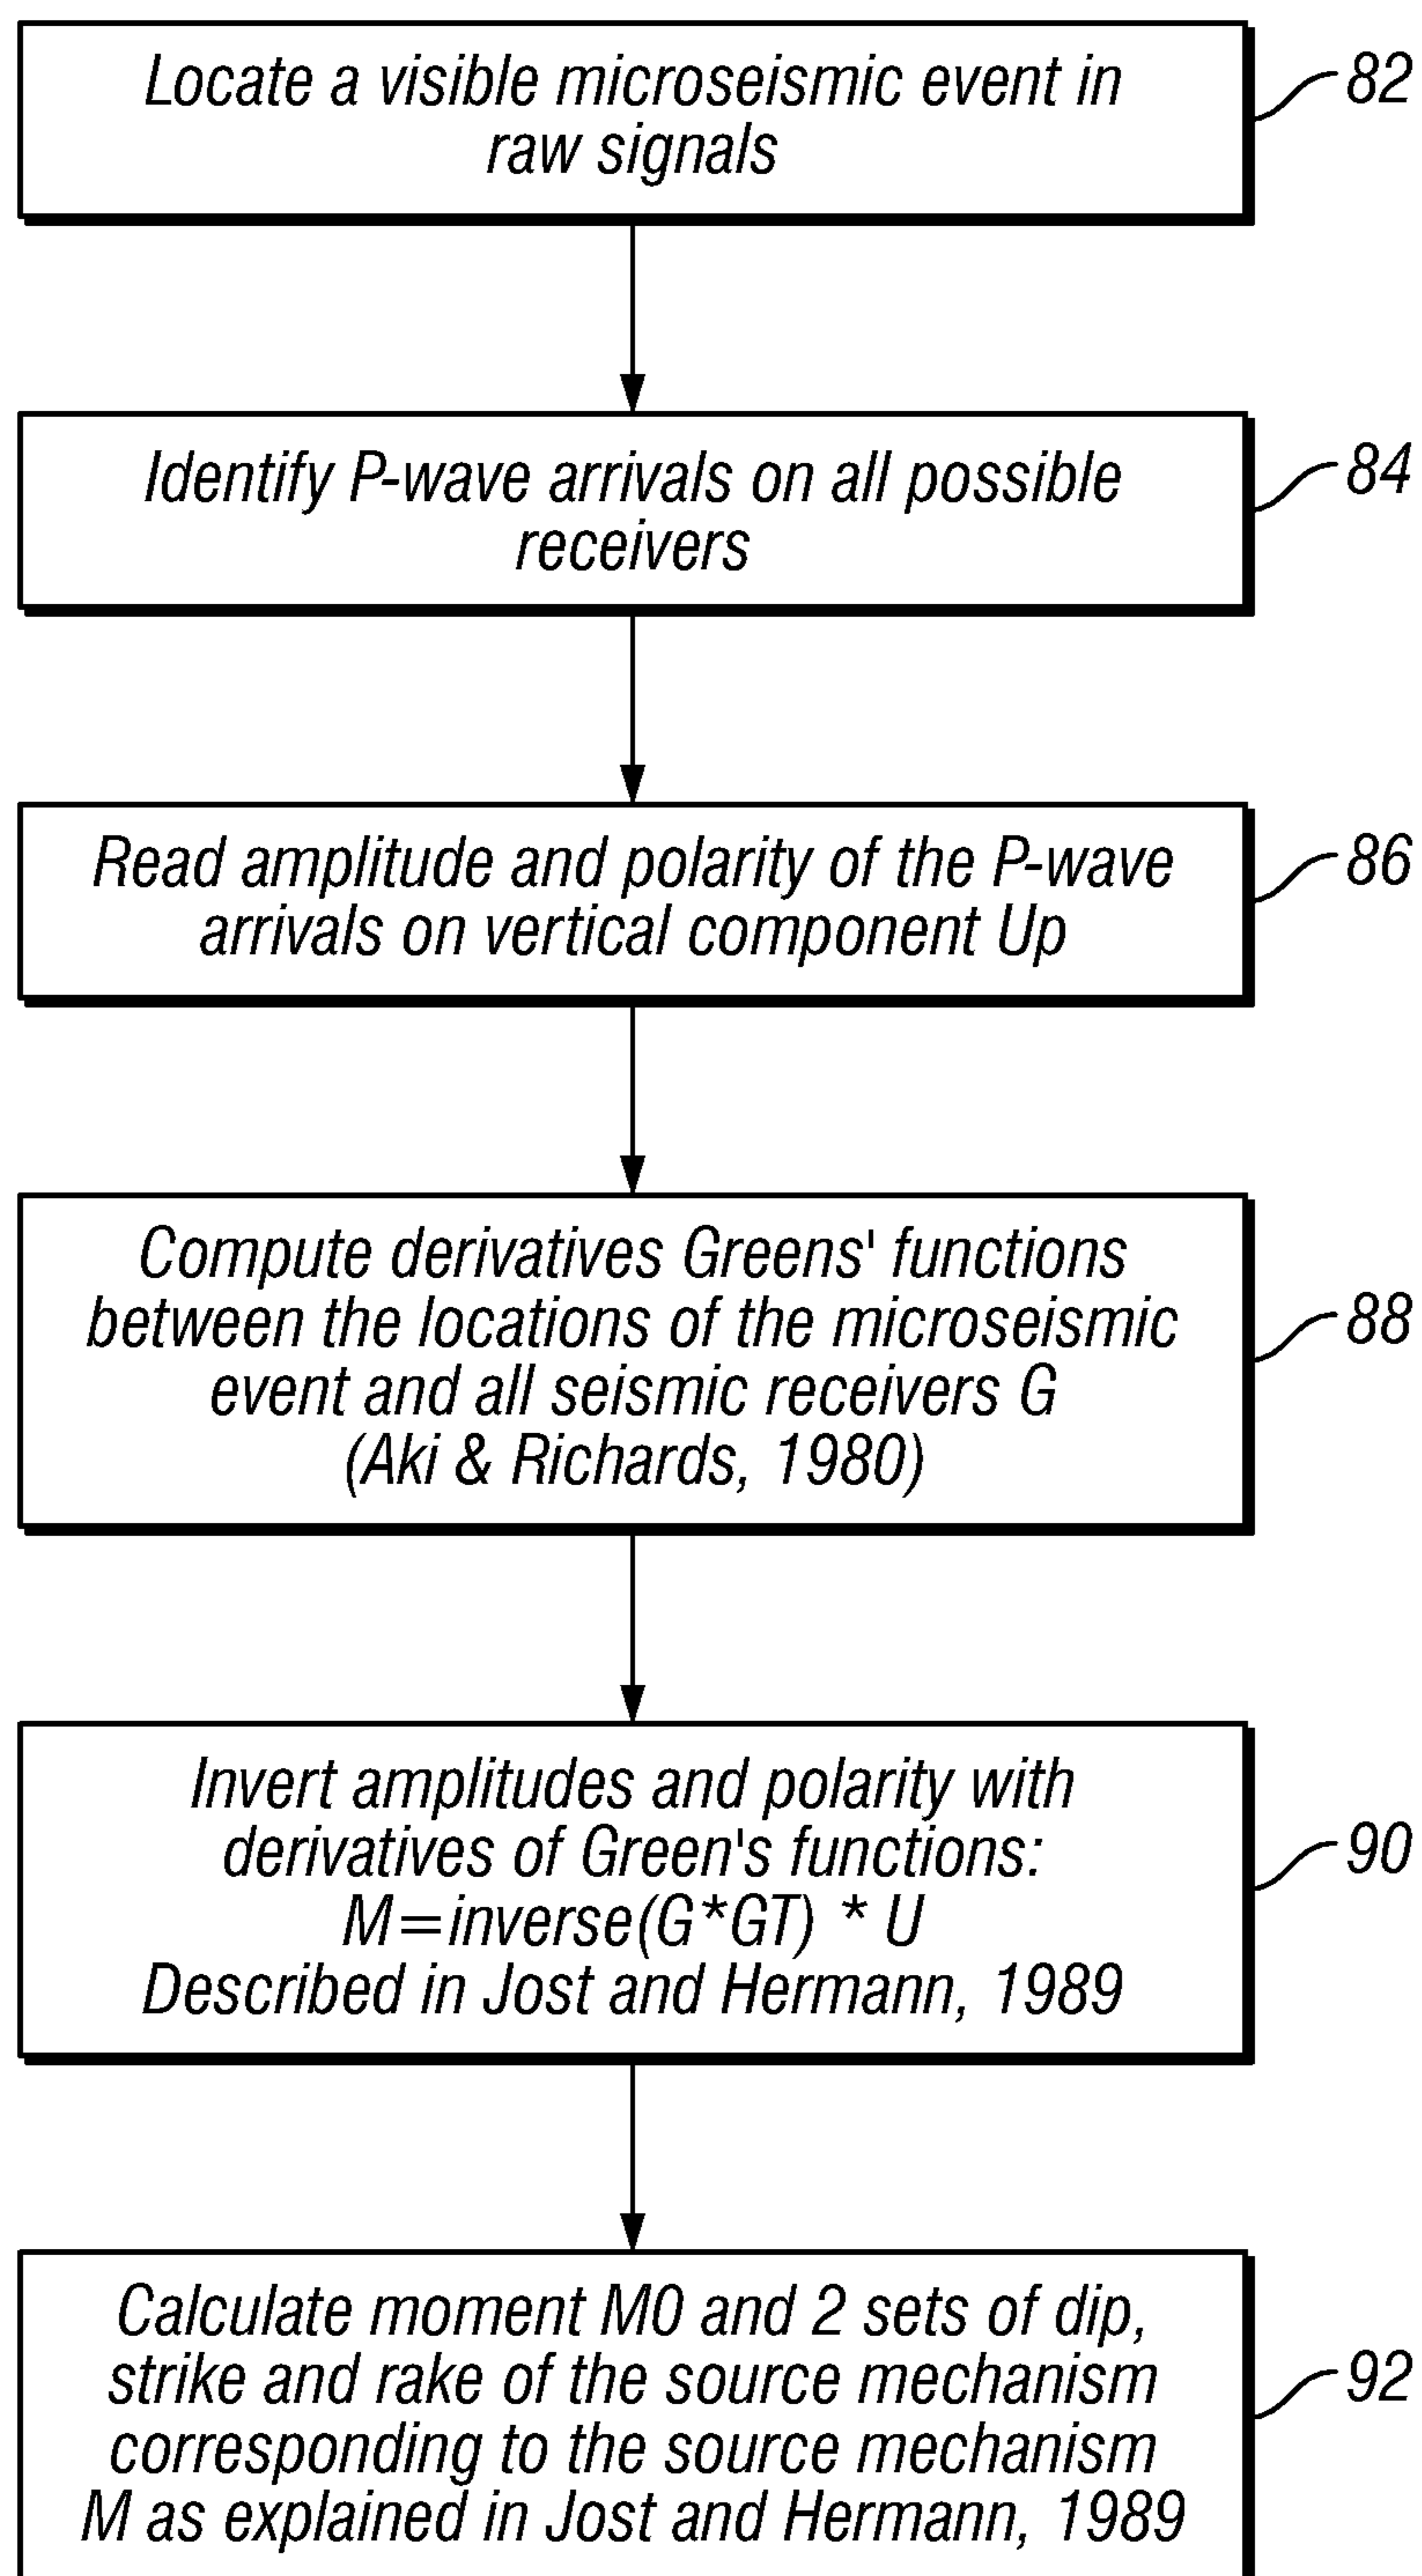 Locate a visible microseismic event in
raw signals
82
Identify P-wave arrivals on all possible
receivers
84
Read amplitude and polarity of the P-wave
arrivals on vertical component Up
86
Compute derivatives Greens' functions
between the locations of the microseismic
event and all seismic receivers G
(Aki & Richards, 1980)
88
Invert amplitudes and polarity with
derivatives of Green's functions:
M=inverse(G*GT) * U
Described in Jost and Hermann, 1989
90
Calculate moment M0 and 2 sets of dip,
strike and rake of the source mechanism
corresponding to the source mechanism
M as explained in Jost and Hermann, 1989
92